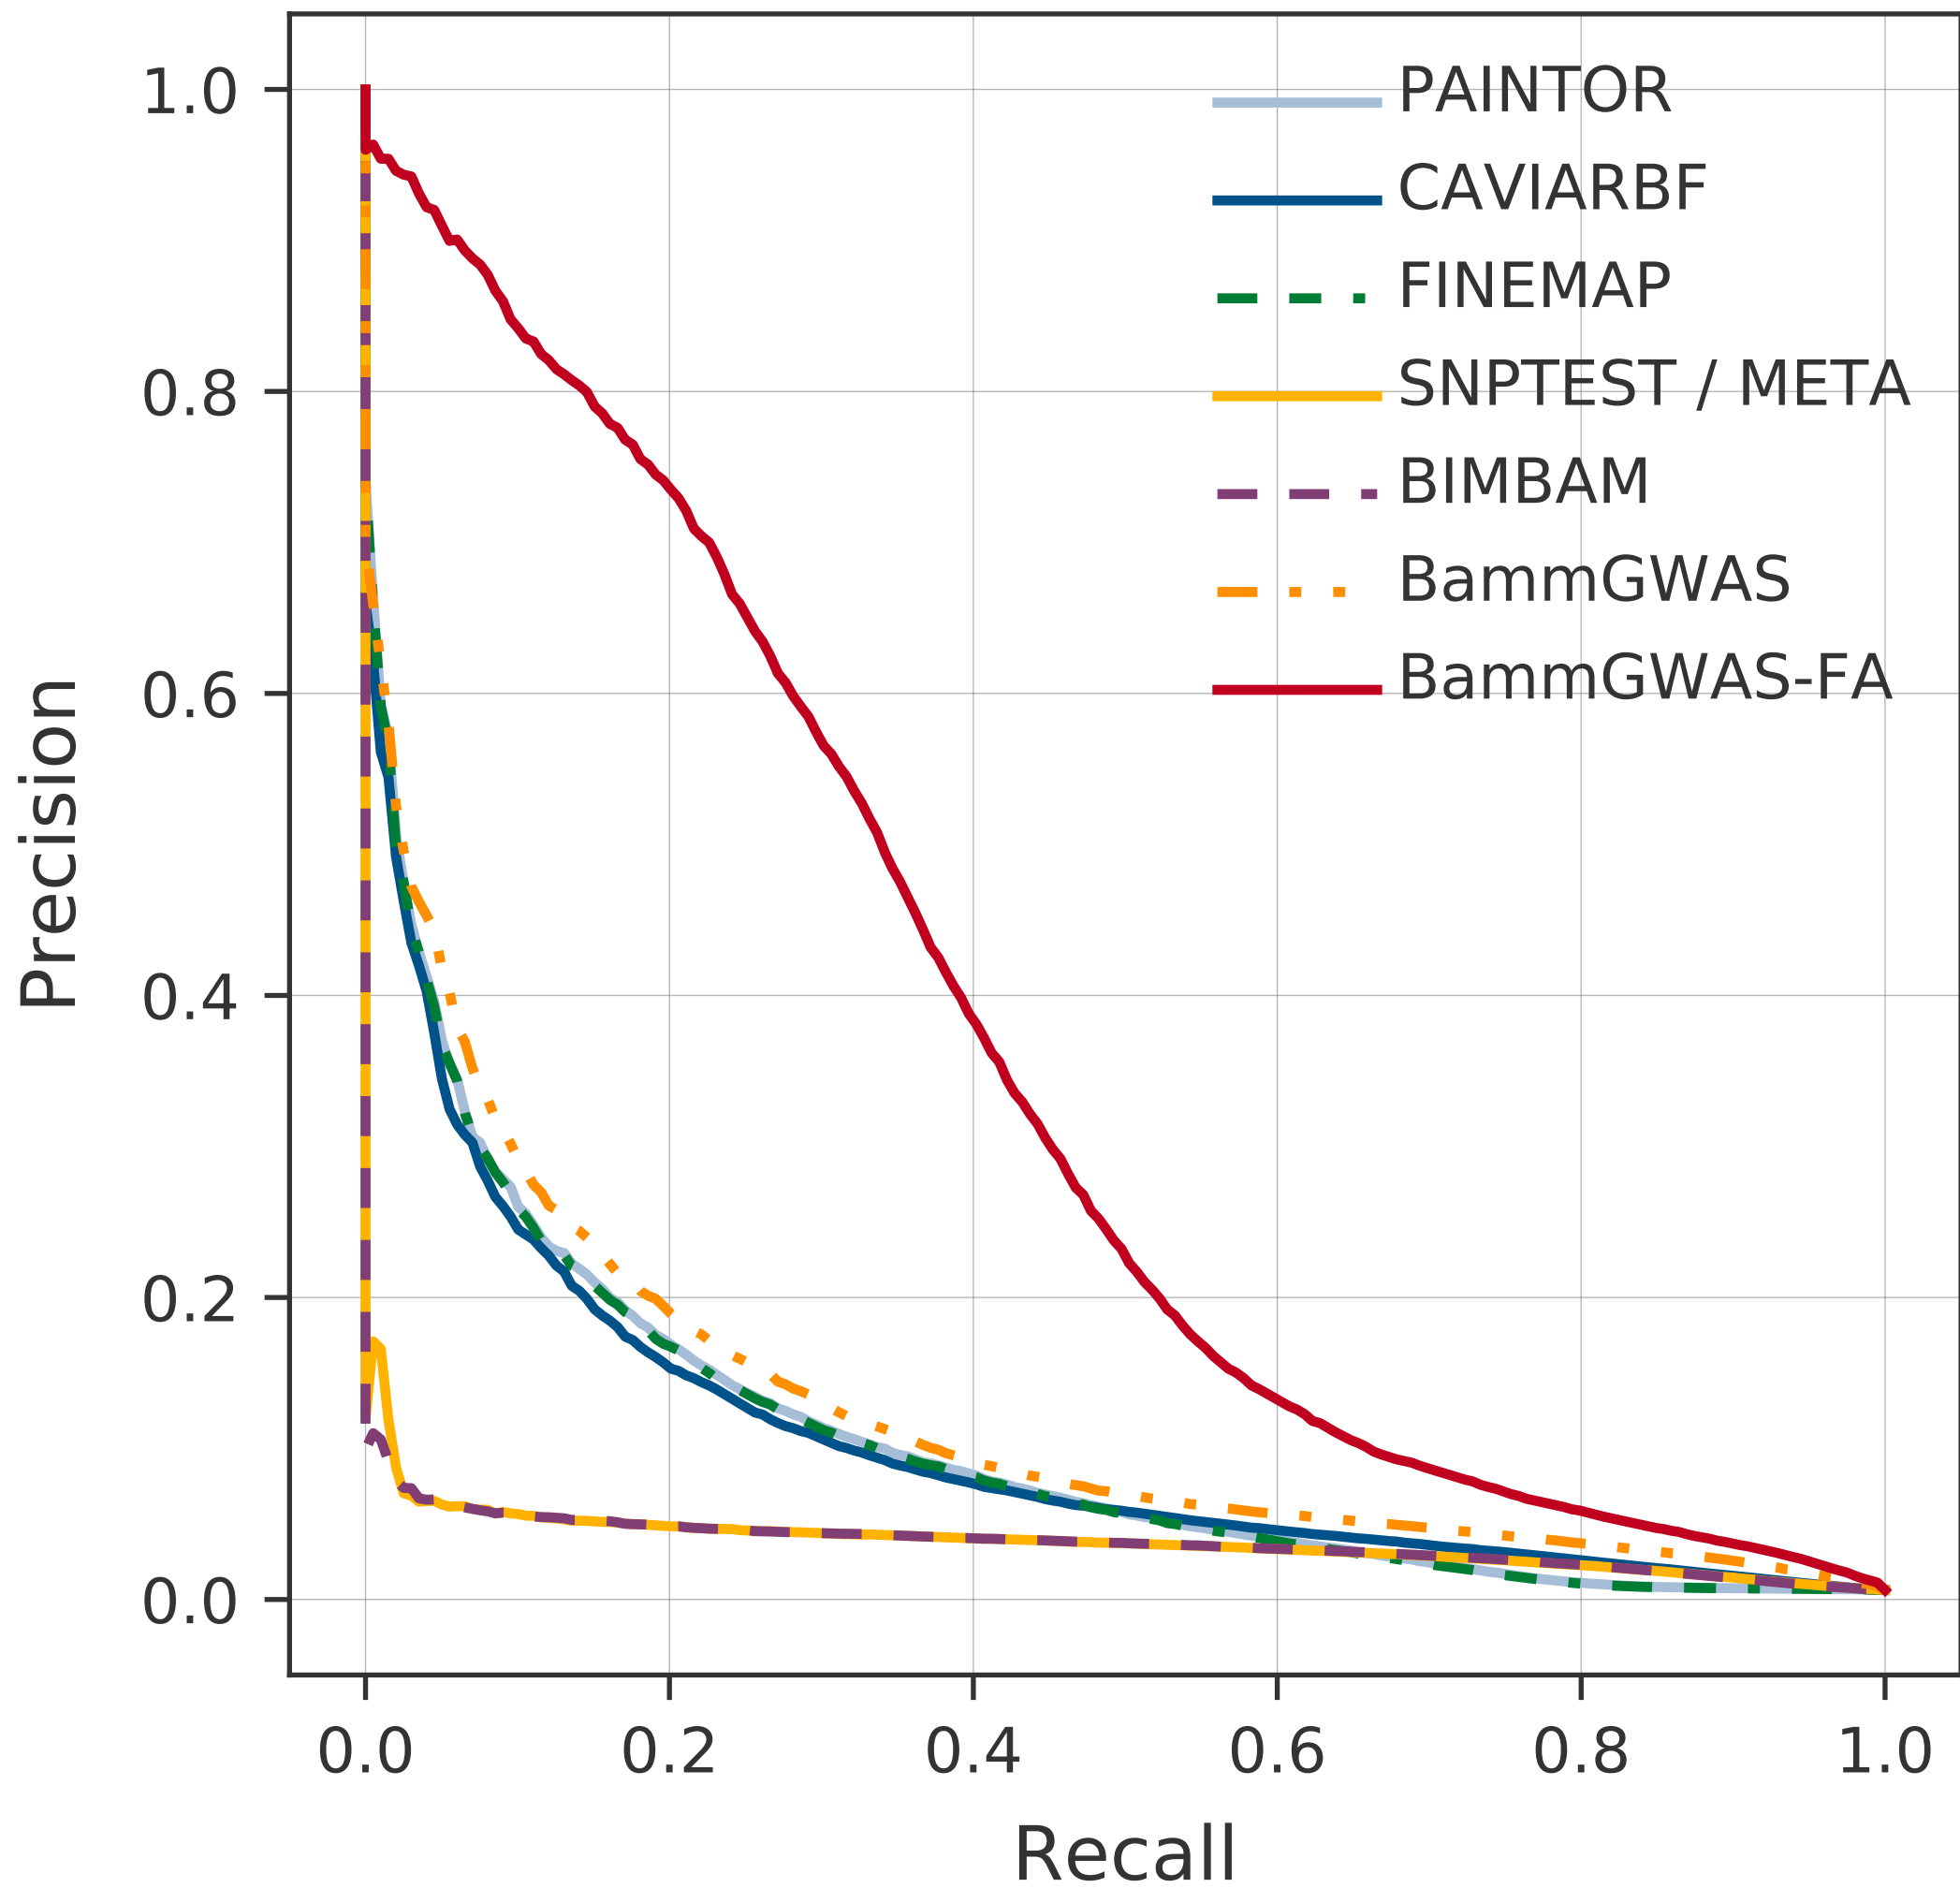 Precision
1.0
0.8
0.6
0.4
0.2
0.0
PAINTOR
CAVIARBF
FINEMAP
SNPTEST / META
BIMBAM
BammGWAS
BammGWAS-FA
0.0 0.2 0.4 0.6 0.8 1.0
Recall